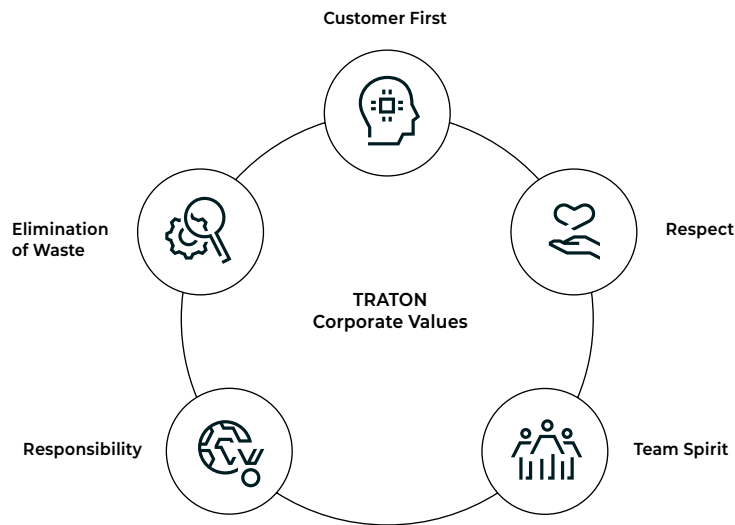 Customer First
Elimination
of Waste
Respect
TRATON
Corporate Values
Responsibility
Team Spirit